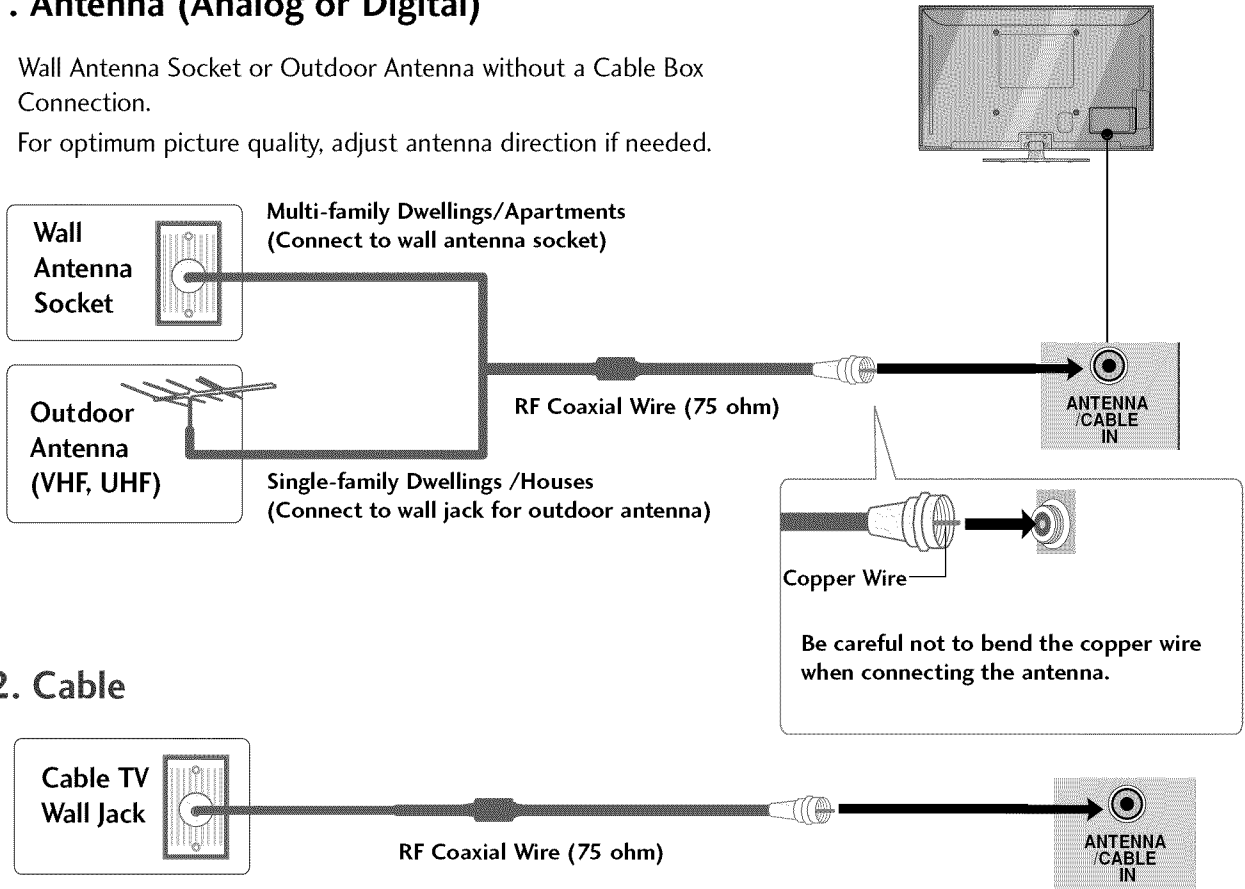 . Antenna (Analog or Digital)
Wall Antenna Socket or Outdoor Antenna without a Cable Box
Connection.
For optimum picture quality, adjust antenna direction if needed.
Wall
Antenna
Socket
Multi-family Dwellings/Apartments
(Connect to wall antenna socket)
Outdoor
Antenna
(VHF, UHF)
RF Coaxial Wire (75 ohm)
ANTENNA
/CABLE
IN
Single-family Dwellings /Houses
(Connect to wall jack for outdoor antenna)
Copper Wire
Be careful not to bend the copper wire
when connecting the antenna.
2. Cable
Cable TV
Wall Jack
RF Coaxial Wire (75 ohm)
ANTENNA
/CABLE
IN